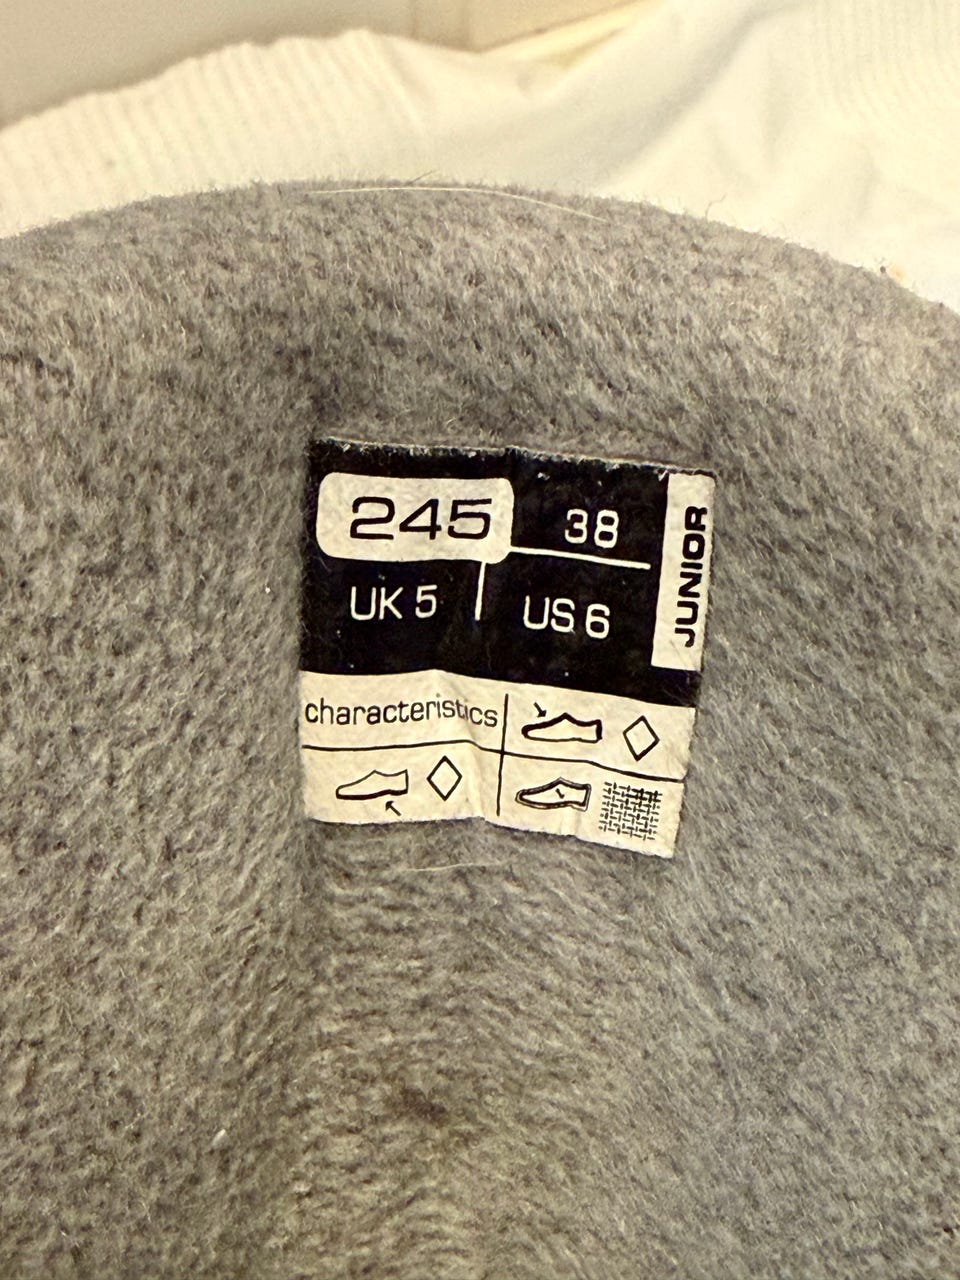 245 38
UK 5 US 6
JUNIOR
characteristics